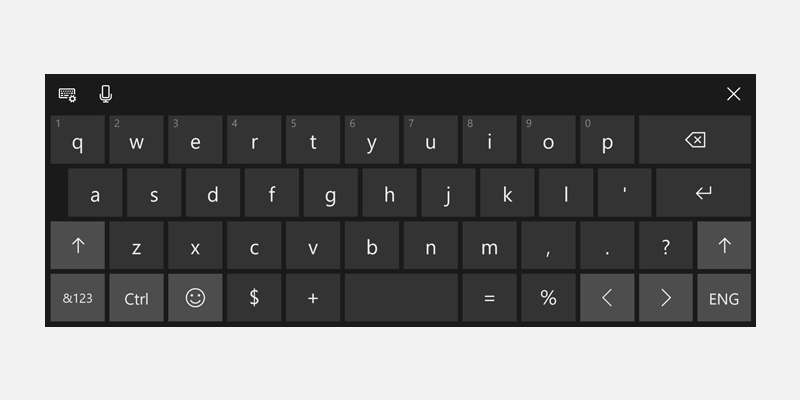 1 2 3 4 5 6 7 8 9 0
q w e r t y u i o p
a s d f g h j k l '
z x c v b n m , . ?
&123 Ctrl $ + = % ENG